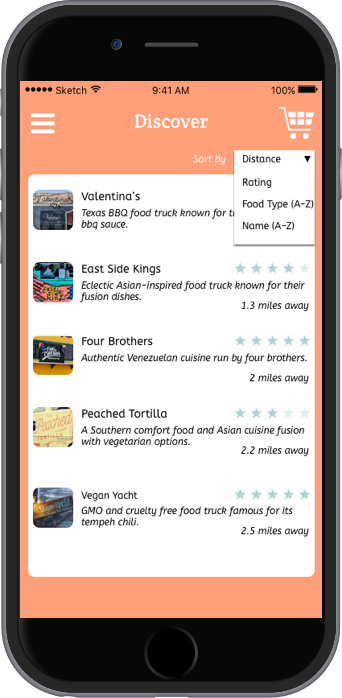 Sketch 9:41 AM 100%
Discover
Sort by Distance ▼
Rating
Food Type (A-Z)
Name (A-Z)
Valentina's
Texas BBQ food truck known for
bbq sauce.
East Side Kings
Eclectic Asian-inspired food truck known for their
fusion dishes.
1.3 miles away
Four Brothers
Authentic Venezuelan cuisine run by four brothers.
2 miles away
Peached Tortilla
A Southern comfort food and Asian cuisine fusion
with vegetarian options.
2.2 miles away
Peached
TORTILLA
Vegan Yacht
GMO and cruelty free food truck famous for its
tempeh chili.
2.5 miles away